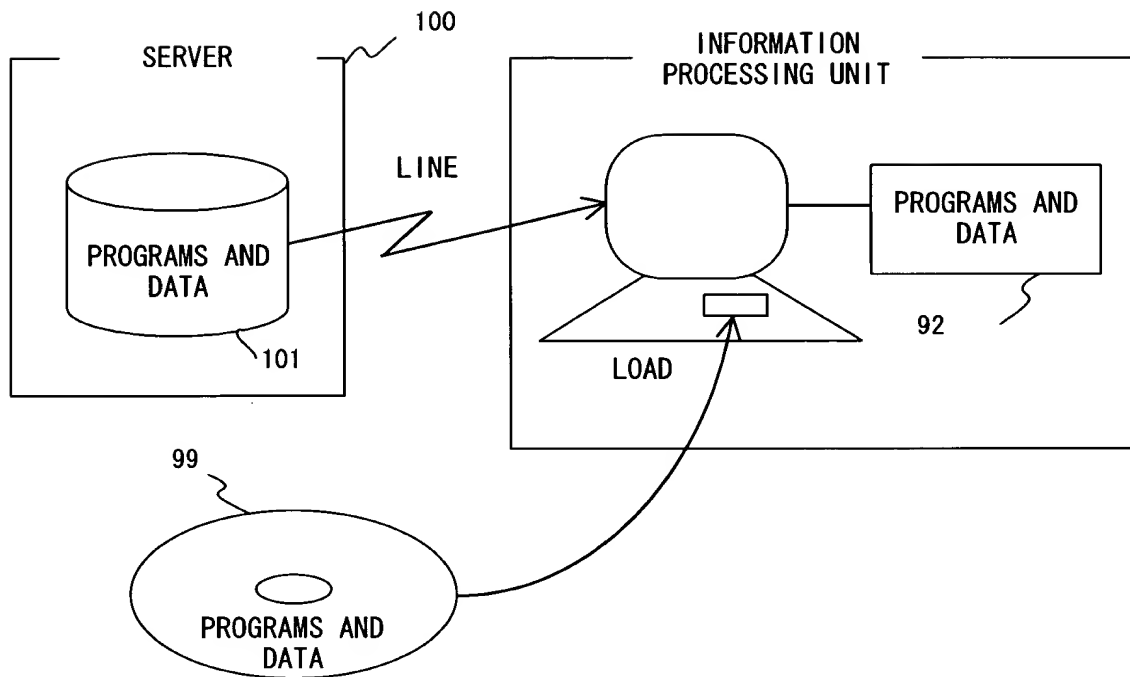 100
SERVER
INFORMATION
PROCESSING UNIT
LINE
PROGRAMS AND
DATA
PROGRAMS AND
DATA
101
92
LOAD
99
PROGRAMS AND
DATA